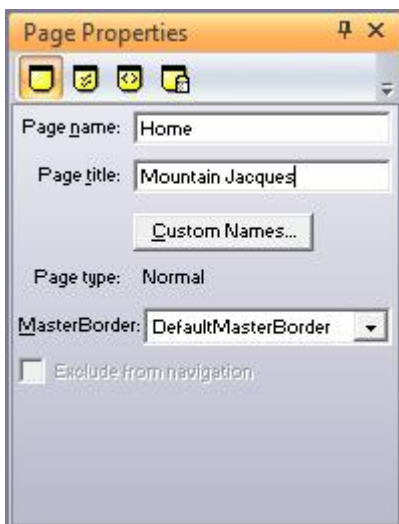 Page Properties
Page name: Home
Page title: Mountain Jacques
Custom Names...
Page type: Normal
MasterBorder: DefaultMasterBorder
Exclude from navigation